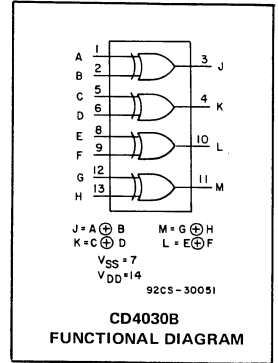 A 1
3 J
B 2
C 5
4 K
D 6
E 8
10 L
F 9
G 12
11 M
H 13
J = A ⊕ B M = G ⊕ H
K = C ⊕ D L = E ⊕ F
VSS = 7
VDD = 14
92CS-30051
CD4030B
FUNCTIONAL DIAGRAM